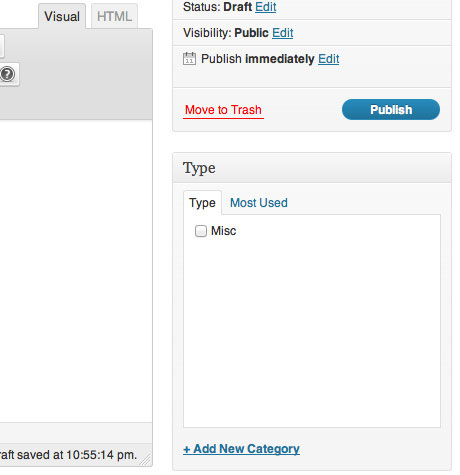 Visual HTML
Status: Draft Edit
Visibility: Public Edit
Publish immediately Edit
Move to Trash Publish
Type
Type Most Used
Misc
+ Add New Category
saved at 10:55:14 pm.